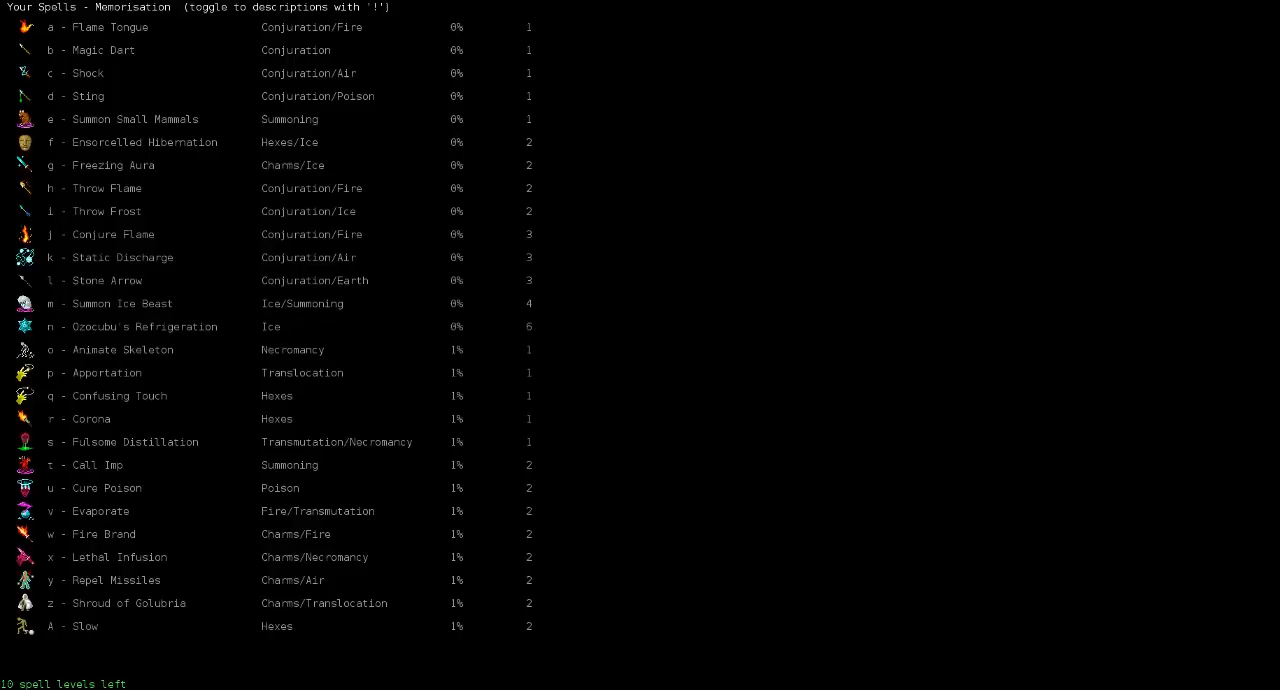 Your Spells - Memorisation (toggle to descriptions with '!')
a - Flame Tongue Conjuration/Fire 0% 1
b - Magic Dart Conjuration 0% 1
c - Shock Conjuration/Air 0% 1
d - Sting Conjuration/Poison 0% 1
e - Summon Small Mammals Summoning 0% 1
f - Ensorcelled Hibernation Hexes/Ice 0% 2
g - Freezing Aura Charms/Ice 0% 2
h - Throw Flame Conjuration/Fire 0% 2
i - Throw Frost Conjuration/Ice 0% 2
j - Conjure Flame Conjuration/Fire 0% 3
k - Static Discharge Conjuration/Air 0% 3
l - Stone Arrow Conjuration/Earth 0% 3
m - Summon Ice Beast Ice/Summoning 0% 4
n - Ozocubu's Refrigeration Ice 0% 6
o - Animate Skeleton Necromancy 1% 1
p - Apportation Translocation 1% 1
q - Confusing Touch Hexes 1% 1
r - Corona Hexes 1% 1
s - Fulsome Distillation Transmutation/Necromancy 1% 1
t - Call Imp Summoning 1% 2
u - Cure Poison Poison 1% 2
v - Evaporate Fire/Transmutation 1% 2
w - Fire Brand Charms/Fire 1% 2
x - Lethal Infusion Charms/Necromancy 1% 2
y - Repel Missiles Charms/Air 1% 2
z - Shroud of Golubria Charms/Translocation 1% 2
A - Slow Hexes 1% 2
10 spell levels left